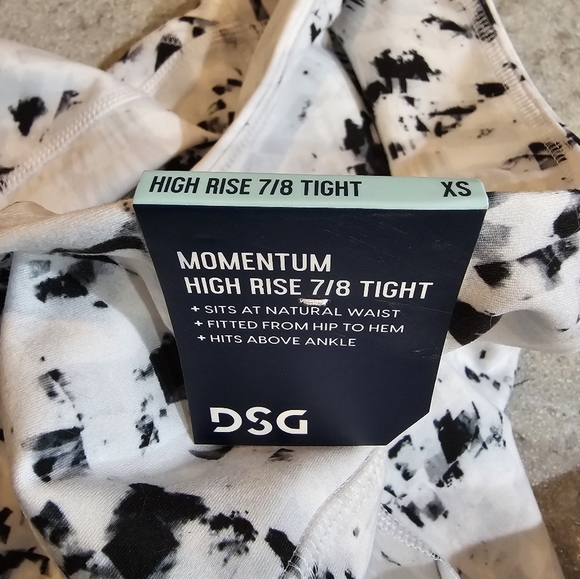 HIGH RISE 7/8 TIGHT XS
MOMENTUM
HIGH RISE 7/8 TIGHT
+ SITS AT NATURAL WAIST
+ FITTED FROM HIP TO HEM
+ HITS ABOVE ANKLE
DSG